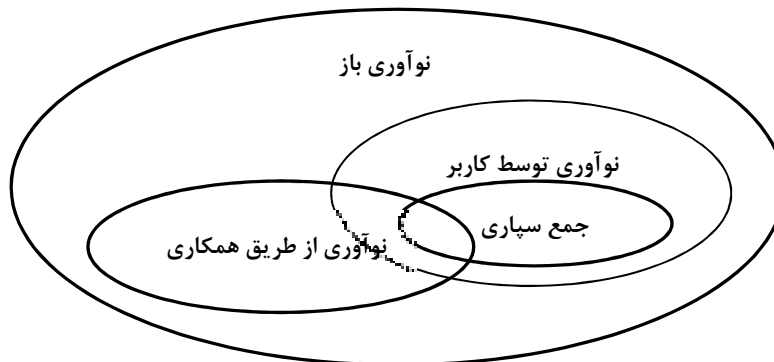 نوآوری باز
نوآوری توسط کاربر
جمع سپاری
نوآوری از طریق همکاری